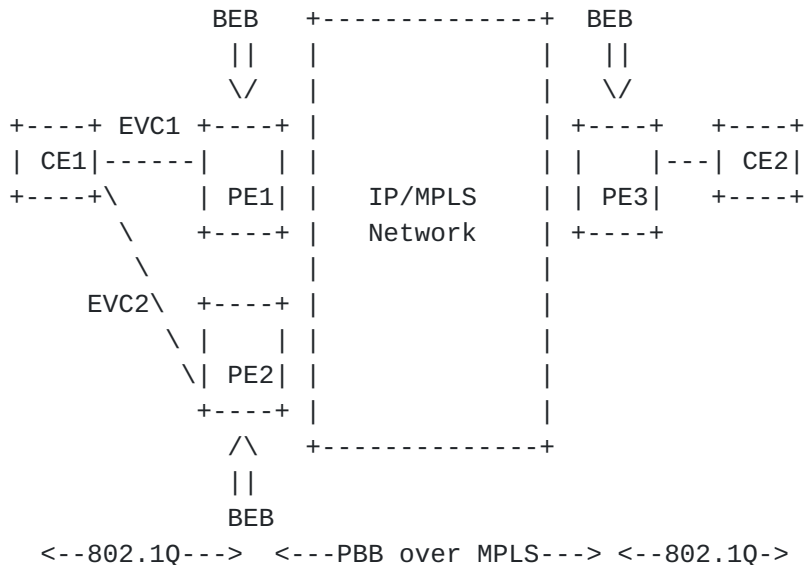 BEB BEB
EVC1
CE1 CE2
PE1 IP/MPLS PE3
Network
EVC2
PE2
BEB
<--802.1Q---> <---PBB over MPLS---> <--802.1Q->